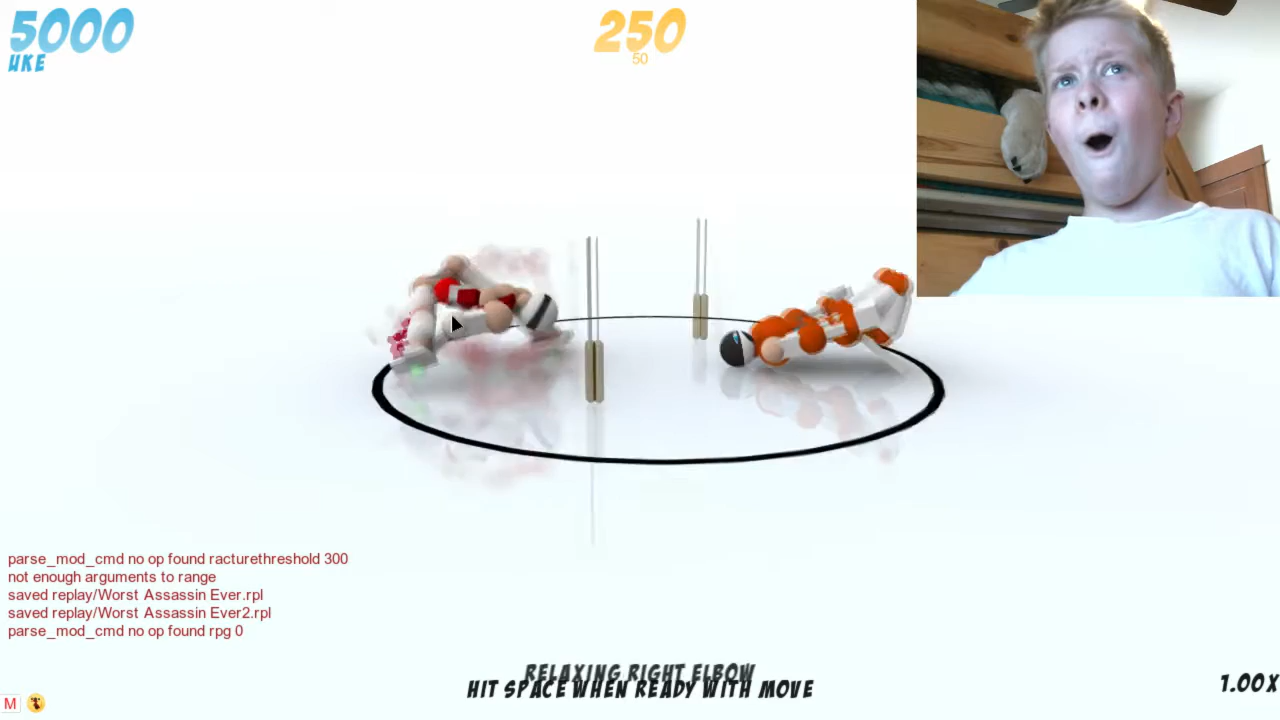 5000
UKE
250
50
parse_mod_cmd no op found racturethreshold 300
not enough arguments to range
saved replay/Worst Assassin Ever.rpl
saved replay/Worst Assassin Ever2.rpl
parse_mod_cmd no op found rpg 0
RELAXING RIGHT ELBOW
HIT SPACE WHEN READY WITH MOVE
1.00X
M